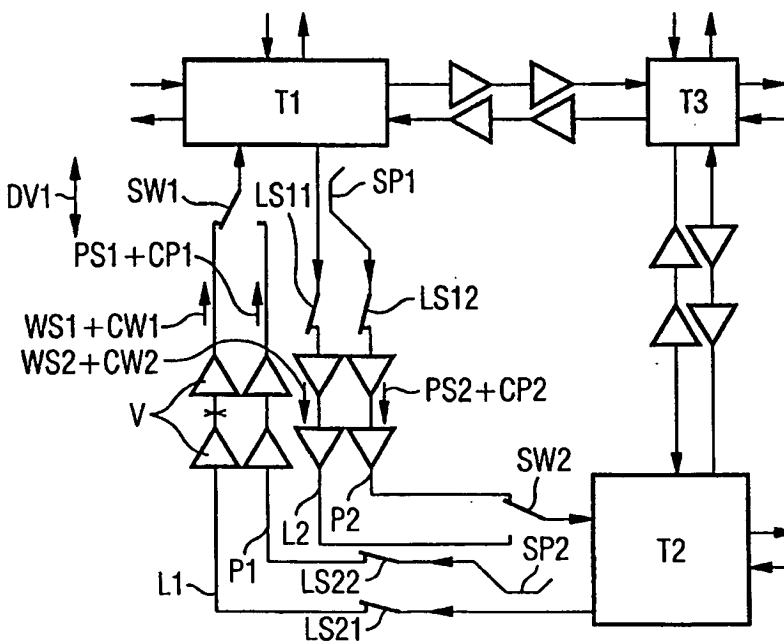 T1
T3
SP1
SW1
LS11
DV1
PS1+CP1
LS12
WS1+CW1
WS2+CW2
PS2+CP2
V
SW2
L2
P2
SP2
T2
P1
LS22
L1
LS21